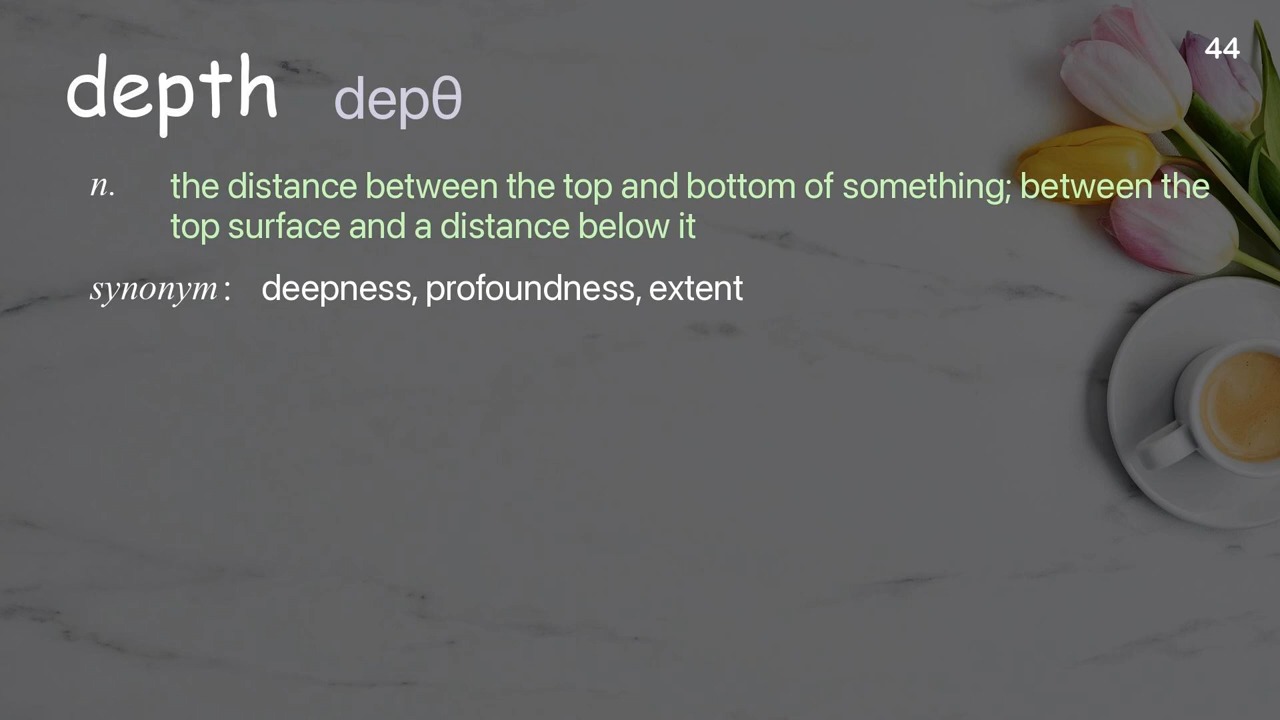 44
depth depθ
n. the distance between the top and bottom of something; between the
top surface and a distance below it
synonym : deepness, profoundness, extent